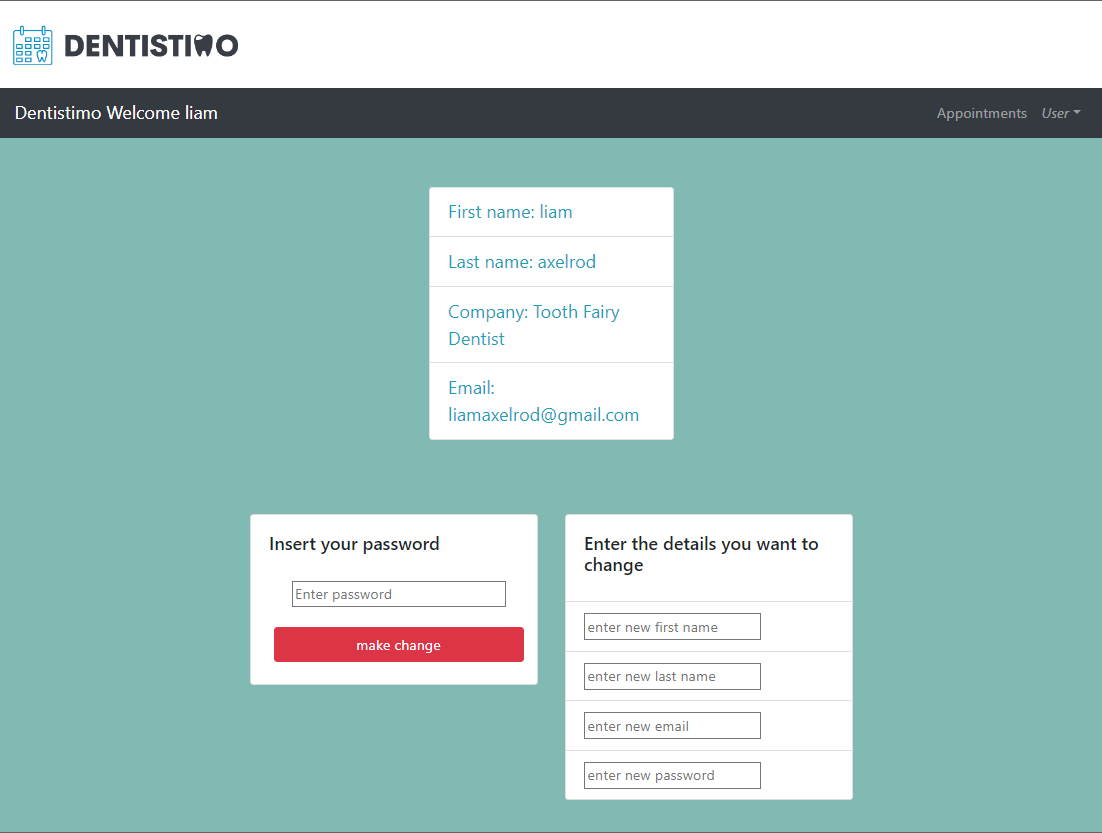 DENTISTIMO
Dentistimo Welcome liam
Appointments User
First name: liam
Last name: axelrod
Company: Tooth Fairy
Dentist
Email:
liamaxelrod@gmail.com
Insert your password
Enter password
make change
Enter the details you want to
change
enter new first name
enter new last name
enter new email
enter new password